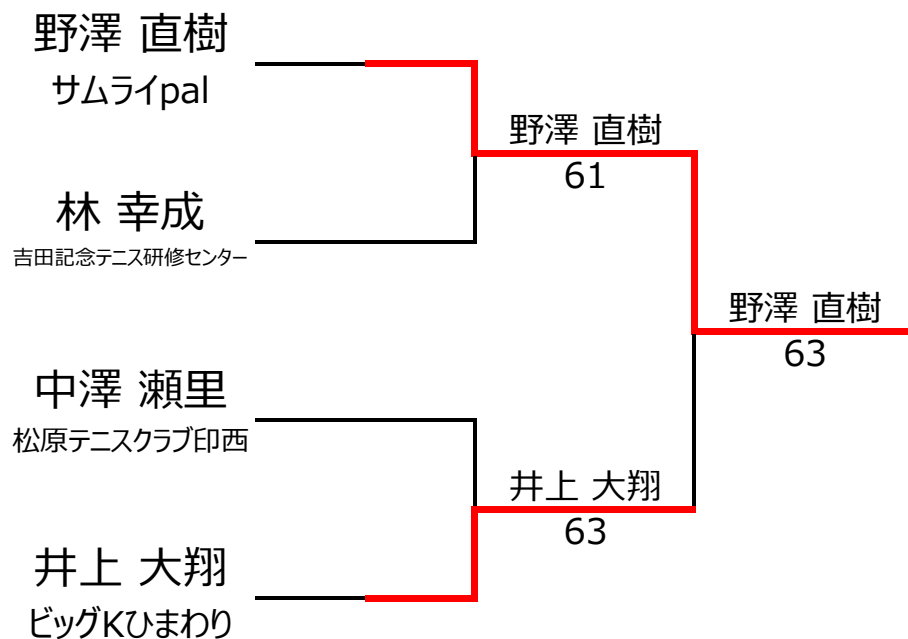 野澤 直樹
サムライpal
林 幸成
吉田記念テニス研修センター
中澤 瀬里
松原テニスクラブ印西
井上 大翔
ビッグKひまわり
野澤 直樹
61
井上 大翔
63
野澤 直樹
63